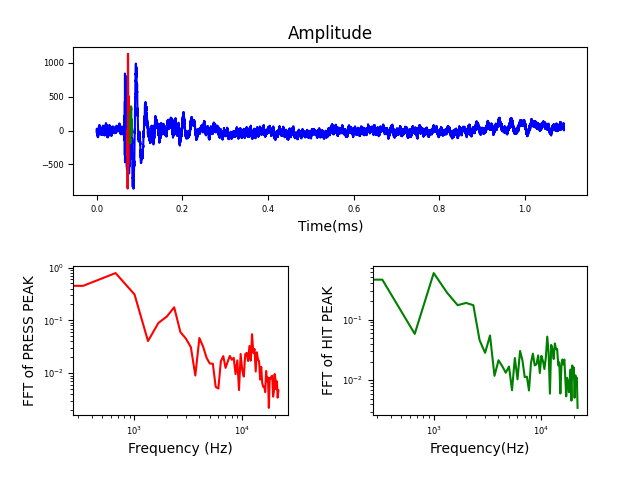 Amplitude
1000
500
0
−500
0.0 0.2 0.4 0.6 0.8 1.0
Time(ms)
FFT of PRESS PEAK
10⁰
10⁻¹
10⁻²
10³ 10⁴
Frequency (Hz)
FFT of HIT PEAK
10⁻¹
10⁻²
10³ 10⁴
Frequency(Hz)